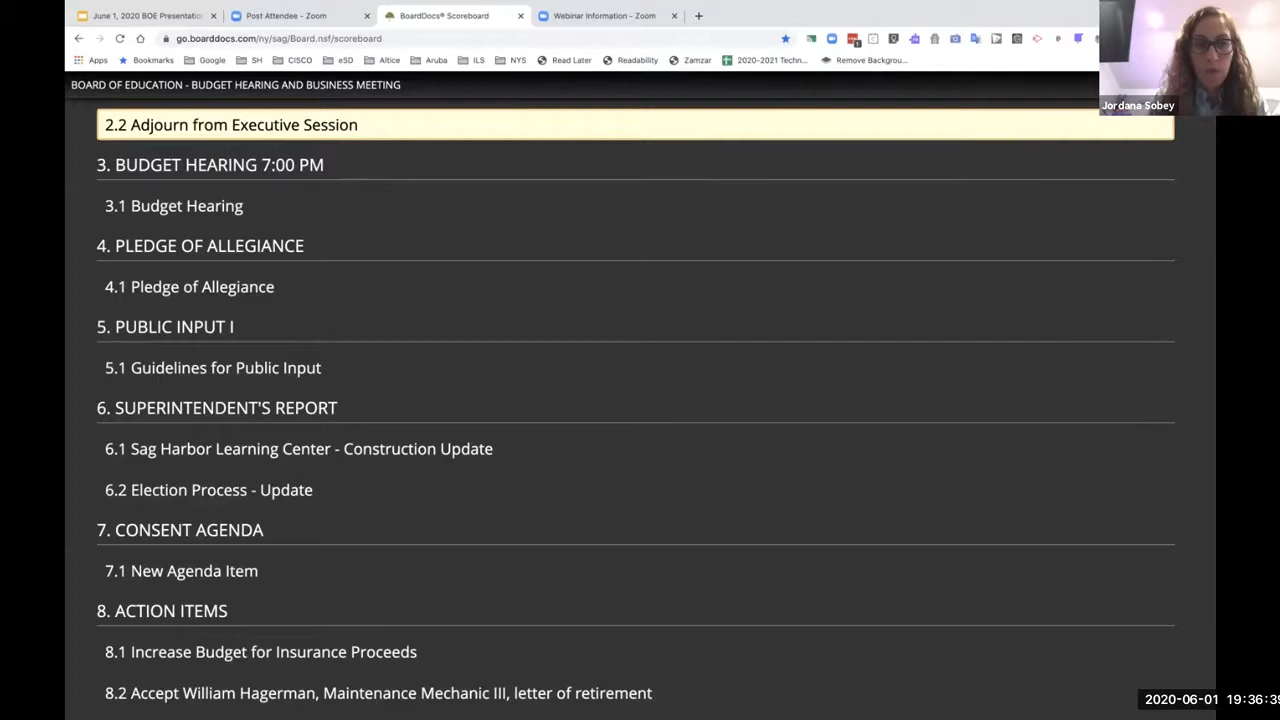 June 1, 2020 BOE Presentatio
Post Attendee - Zoom
BoardDocs® Scoreboard
Webinar Information - Zoom
go.boarddocs.com/ny/sag/Board.nsf/scoreboard
Apps Bookmarks Google SH CISCO eSD Altice Aruba ILS NYS Read Later Readability Zamzar 2020-2021 Techn... Remove Backgrou...
Jordana Sobey
BOARD OF EDUCATION - BUDGET HEARING AND BUSINESS MEETING
2.2 Adjourn from Executive Session
3. BUDGET HEARING 7:00 PM
3.1 Budget Hearing
4. PLEDGE OF ALLEGIANCE
4.1 Pledge of Allegiance
5. PUBLIC INPUT I
5.1 Guidelines for Public Input
6. SUPERINTENDENT'S REPORT
6.1 Sag Harbor Learning Center - Construction Update
6.2 Election Process - Update
7. CONSENT AGENDA
7.1 New Agenda Item
8. ACTION ITEMS
8.1 Increase Budget for Insurance Proceeds
8.2 Accept William Hagerman, Maintenance Mechanic III, letter of retirement
2020-06-01 19:36:39